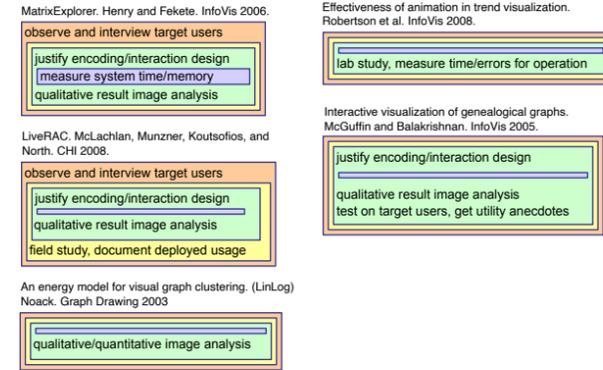 MatrixExplorer. Henry and Fekete. InfoVis 2006.
observe and interview target users
justify encoding/interaction design
measure system time/memory
qualitative result image analysis
LiveRAC. McLachlan, Munzner, Koutsofios, and
North. CHI 2008.
observe and interview target users
justify encoding/interaction design
qualitative result image analysis
field study, document deployed usage
An energy model for visual graph clustering. (LinLog)
Noack. Graph Drawing 2003
qualitative/quantitative image analysis
Effectiveness of animation in trend visualization.
Robertson et al. InfoVis 2008.
lab study, measure time/errors for operation
Interactive visualization of genealogical graphs.
McGuffin and Balakrishnan. InfoVis 2005.
justify encoding/interaction design
qualitative result image analysis
test on target users, get utility anecdotes